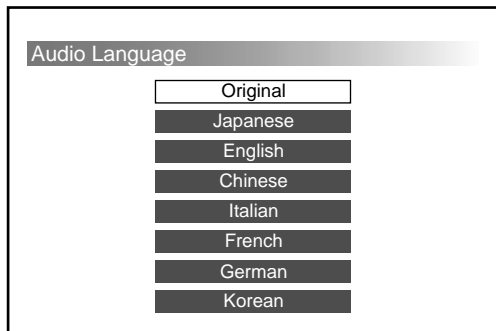 Audio Language
Original
Japanese
English
Chinese
Italian
French
German
Korean